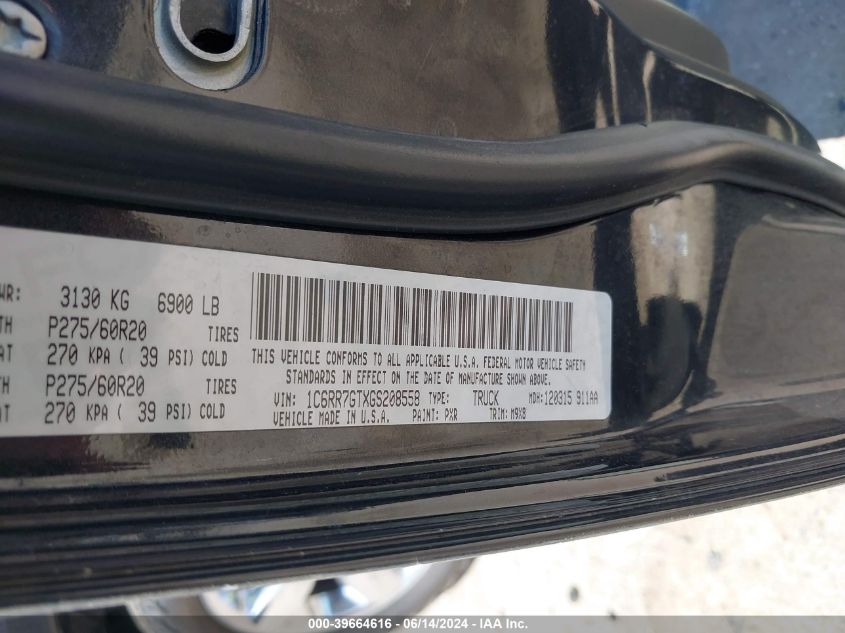 WR: 3130 KG 6900 LB
TH P275/60R20 TIRES
AT 270 KPA ( 39 PSI) COLD
TH P275/60R20 TIRES
270 KPA ( 39 PSI) COLD
THIS VEHICLE CONFORMS TO ALL APPLICABLE U.S.A. FEDERAL MOTOR VEHICLE SAFETY
STANDARDS IN EFFECT ON THE DATE OF MANUFACTURE SHOWN ABOVE.
VIN: 1C6RR7GTXGS208558 TYPE: TRUCK MDH: 120315 911AA
VEHICLE MADE IN U.S.A. PAINT: PXR TRIM: M9X8
000-39664616 - 06/14/2024 - IAA Inc.